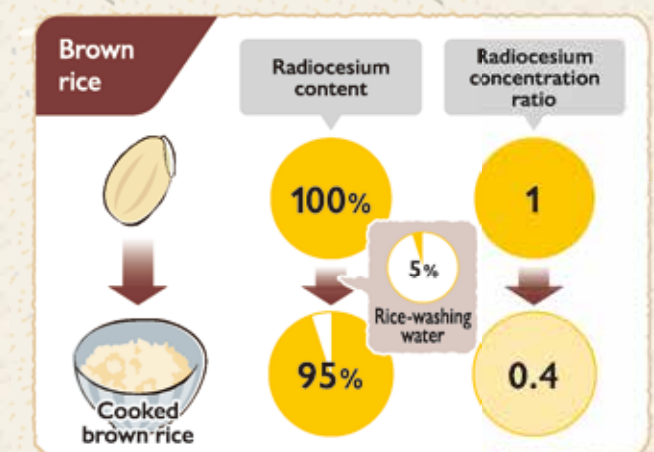 Brown
rice
Radiocesium
content
Radiocesium
concentration
ratio
100%
1
5%
Rice-washing
water
95%
0.4
Cooked
brown rice